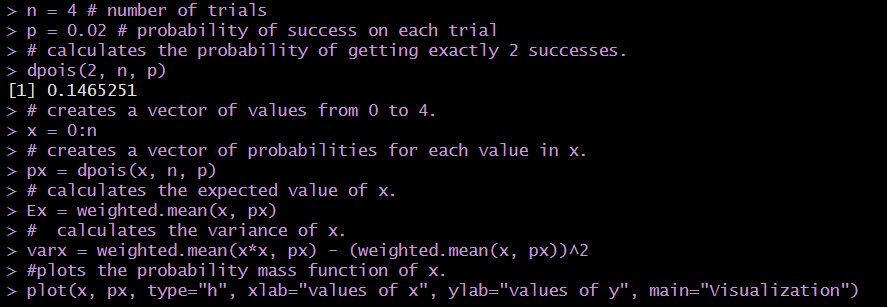 > n = 4 # number of trials
> p = 0.02 # probability of success on each trial
> # calculates the probability of getting exactly 2 successes.
> dpois(2, n, p)
[1] 0.1465251
> # creates a vector of values from 0 to 4.
> x = 0:n
> # creates a vector of probabilities for each value in x.
> px = dpois(x, n, p)
> # calculates the expected value of x.
> Ex = weighted.mean(x, px)
> #  calculates the variance of x.
> varx = weighted.mean(x*x, px) - (weighted.mean(x, px))^2
> #plots the probability mass function of x.
> plot(x, px, type="h", xlab="values of x", ylab="values of y", main="Visualization")